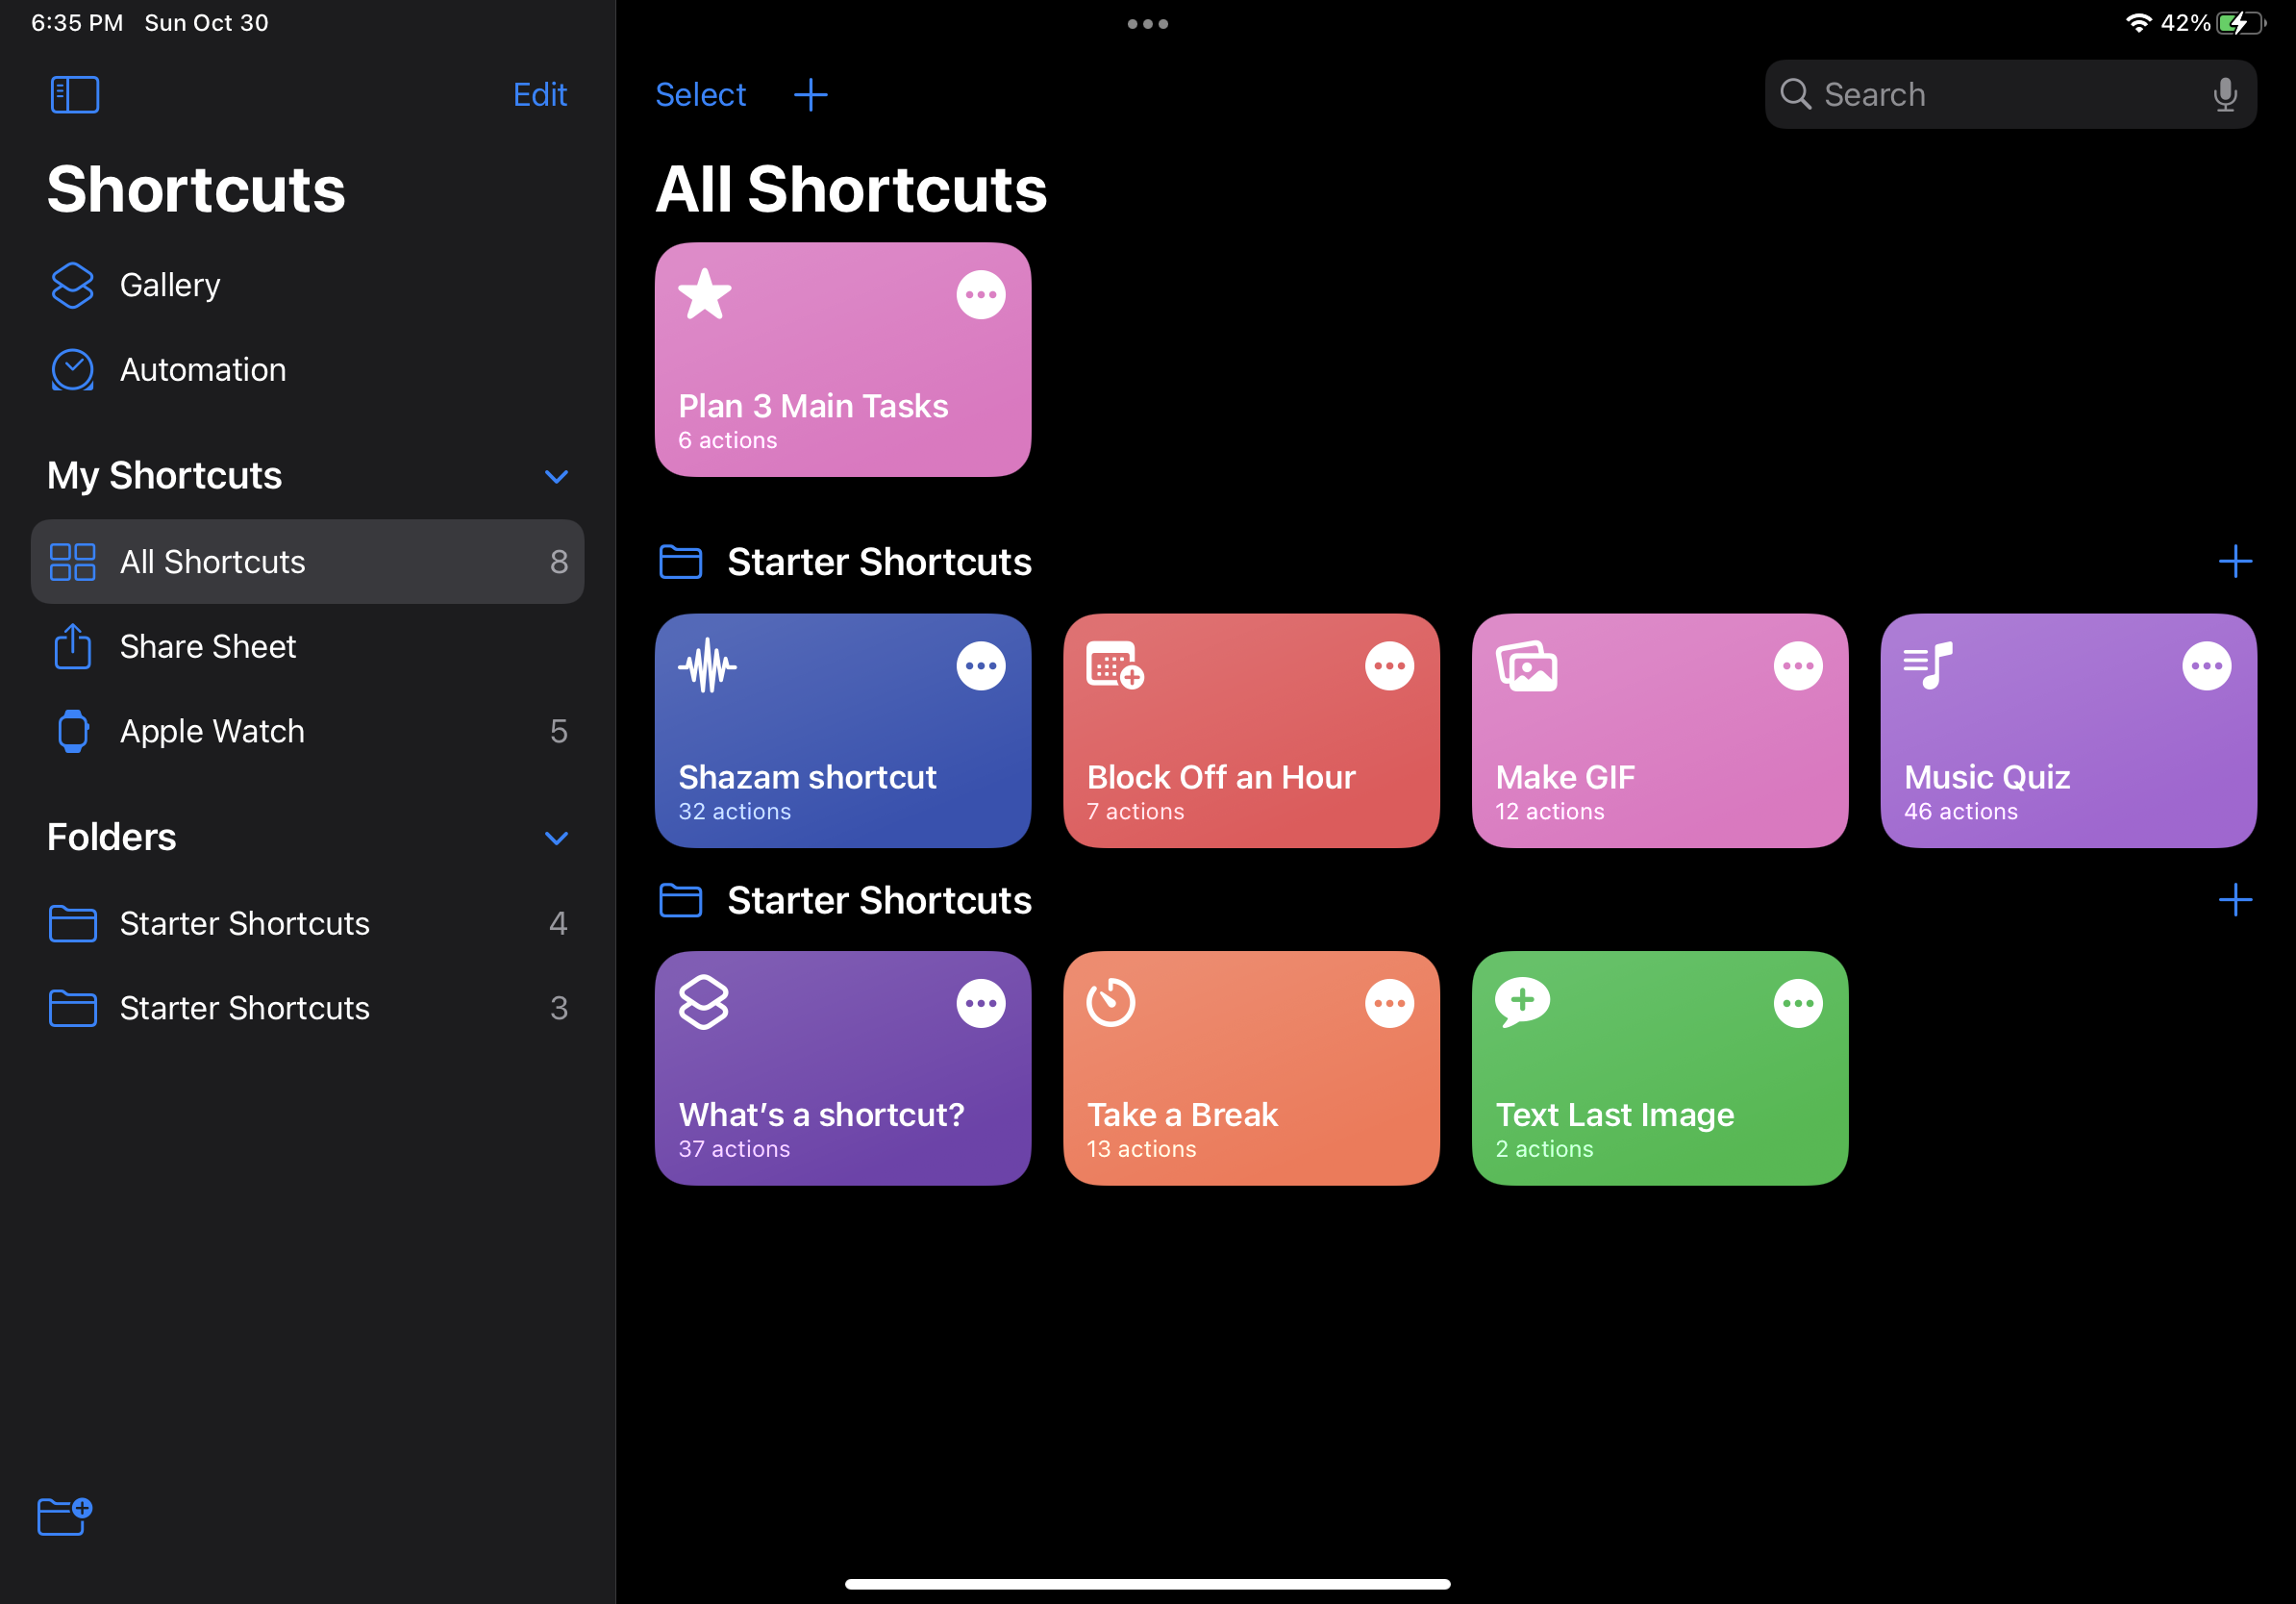 6:35 PM Sun Oct 30
42%
Edit
Shortcuts
Gallery
Automation
My Shortcuts
All Shortcuts 8
Share Sheet
Apple Watch 5
Folders
Starter Shortcuts 4
Starter Shortcuts 3
Select
Search
All Shortcuts
Plan 3 Main Tasks
6 actions
Starter Shortcuts
Shazam shortcut
32 actions
Block Off an Hour
7 actions
Make GIF
12 actions
Music Quiz
46 actions
Starter Shortcuts
What’s a shortcut?
37 actions
Take a Break
13 actions
Text Last Image
2 actions